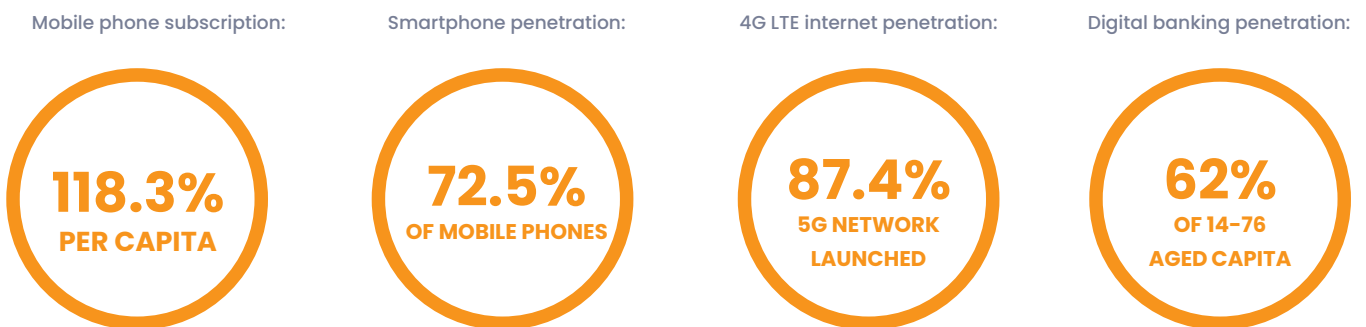 Mobile phone subscription:
118.3%
PER CAPITA
Smartphone penetration:
72.5%
OF MOBILE PHONES
4G LTE internet penetration:
87.4%
5G NETWORK
LAUNCHED
Digital banking penetration:
62%
OF 14-76
AGED CAPITA